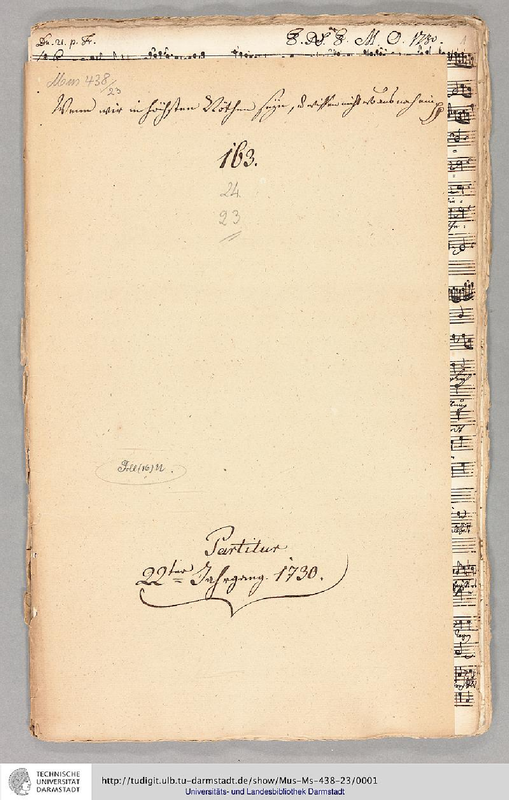 Dn. 21. p. Tr.
G. D. G. M. O. 1730.
Mus 438/23
Wenn wir in höchsten Nöthen seyn, u. wissen nicht wo aus noch ein p
163.
24
23
Partitur
22ter Jahrgang. 1730.
TECHNISCHE
UNIVERSITÄT
DARMSTADT
http://tudigit.ulb.tu-darmstadt.de/show/Mus-Ms-438-23/0001
Universitäts- und Landesbibliothek Darmstadt